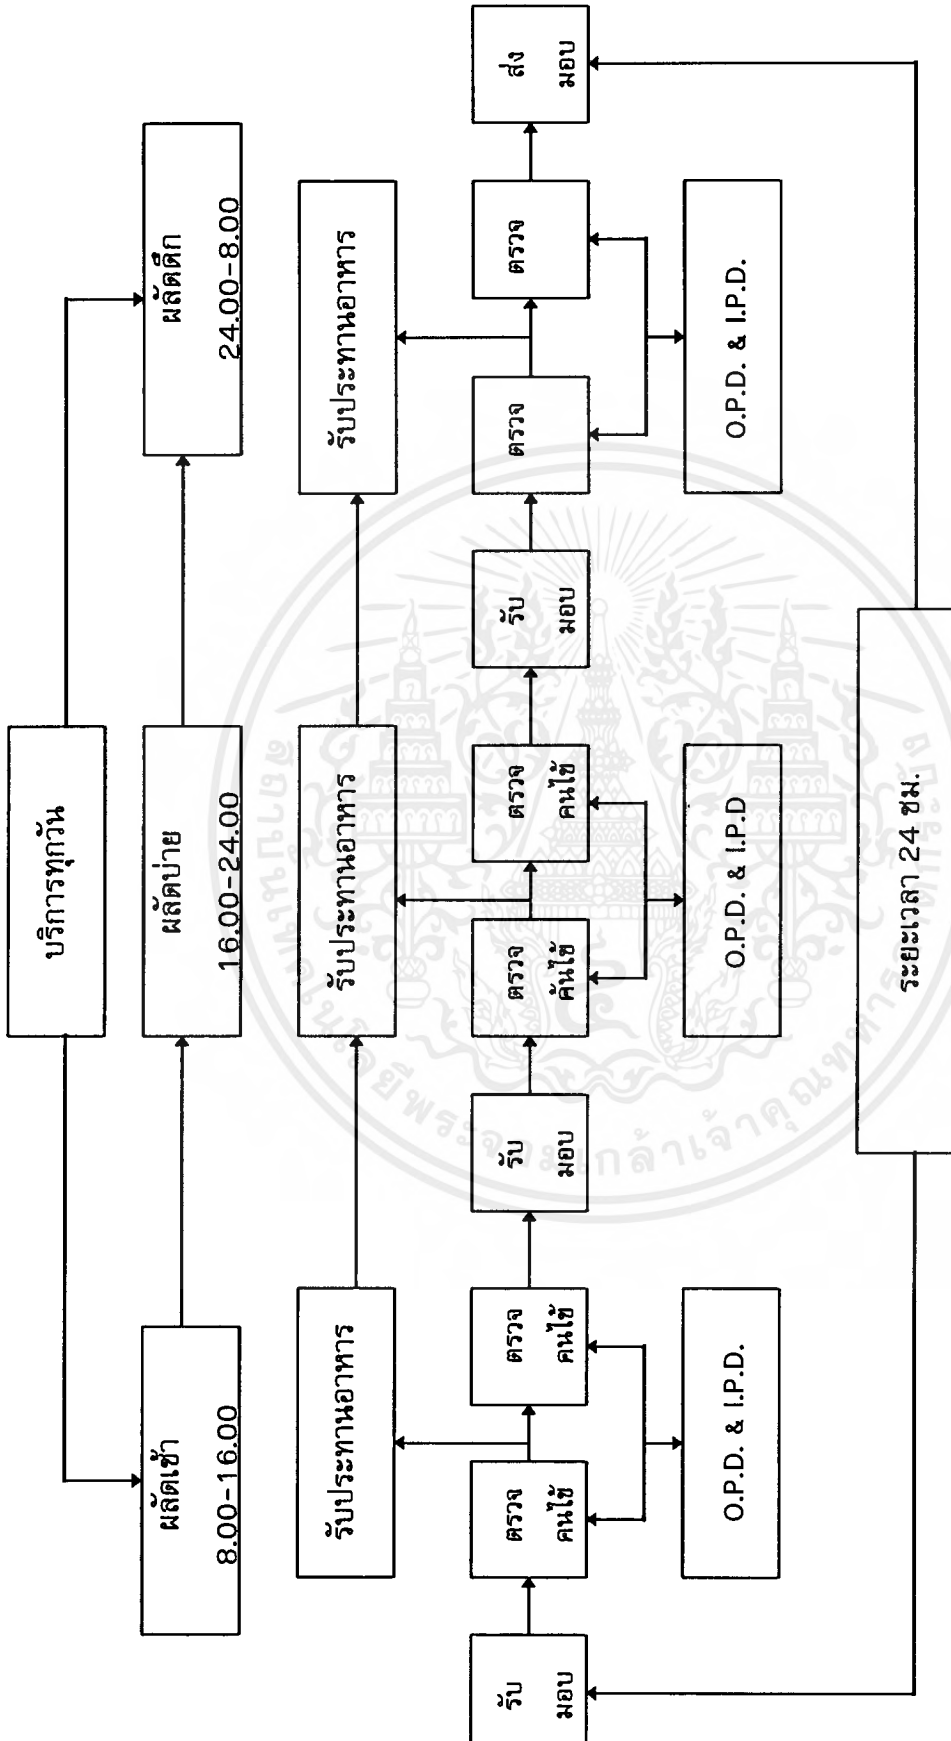 บริการทุกวัน
ผลัดเช้า
8.00-16.00
ผลัดบ่าย
16.00-24.00
ผลัดดึก
24.00-8.00
รับประทานอาหาร
รับประทานอาหาร
รับประทานอาหาร
รับ
มอบ
ตรวจ
คนไข้
ตรวจ
คนไข้
รับ
มอบ
ตรวจ
ค้นไข้
ตรวจ
คนไข้
รับ
มอบ
ตรวจ
ตรวจ
ส่ง
มอบ
O.P.D. & I.P.D.
O.P.D. & I.P.D
O.P.D. & I.P.D.
ระยะเวลา 24 ชม.